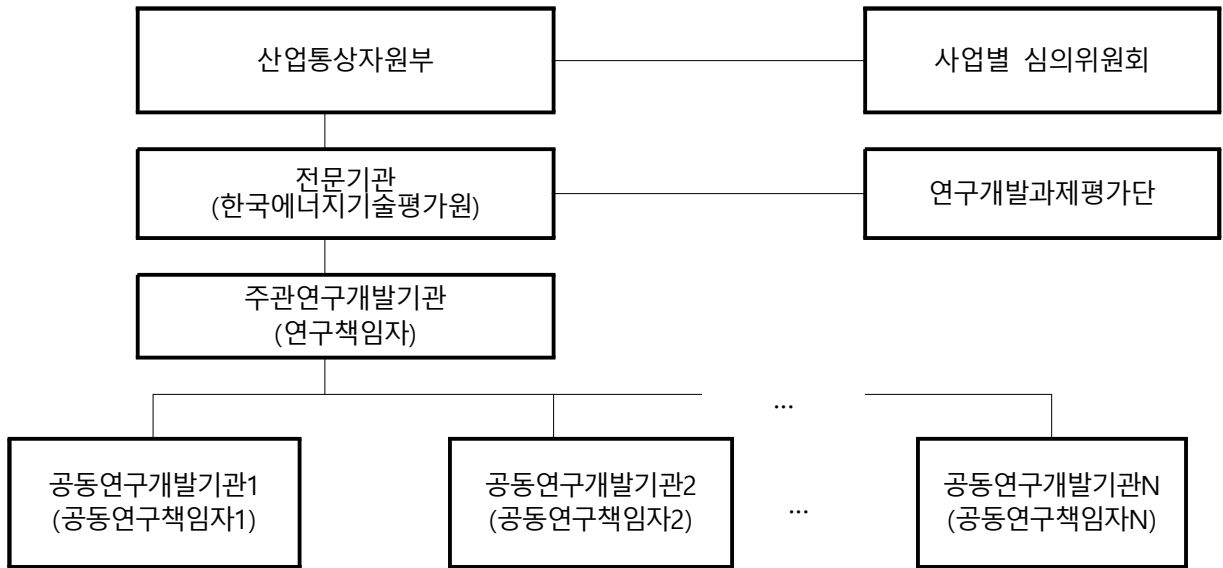 산업통상자원부
사업별 심의위원회
전문기관
(한국에너지기술평가원)
연구개발과제평가단
주관연구개발기관
(연구책임자)
...
공동연구개발기관1
(공동연구책임자1)
공동연구개발기관2
(공동연구책임자2)
...
공동연구개발기관N
(공동연구책임자N)